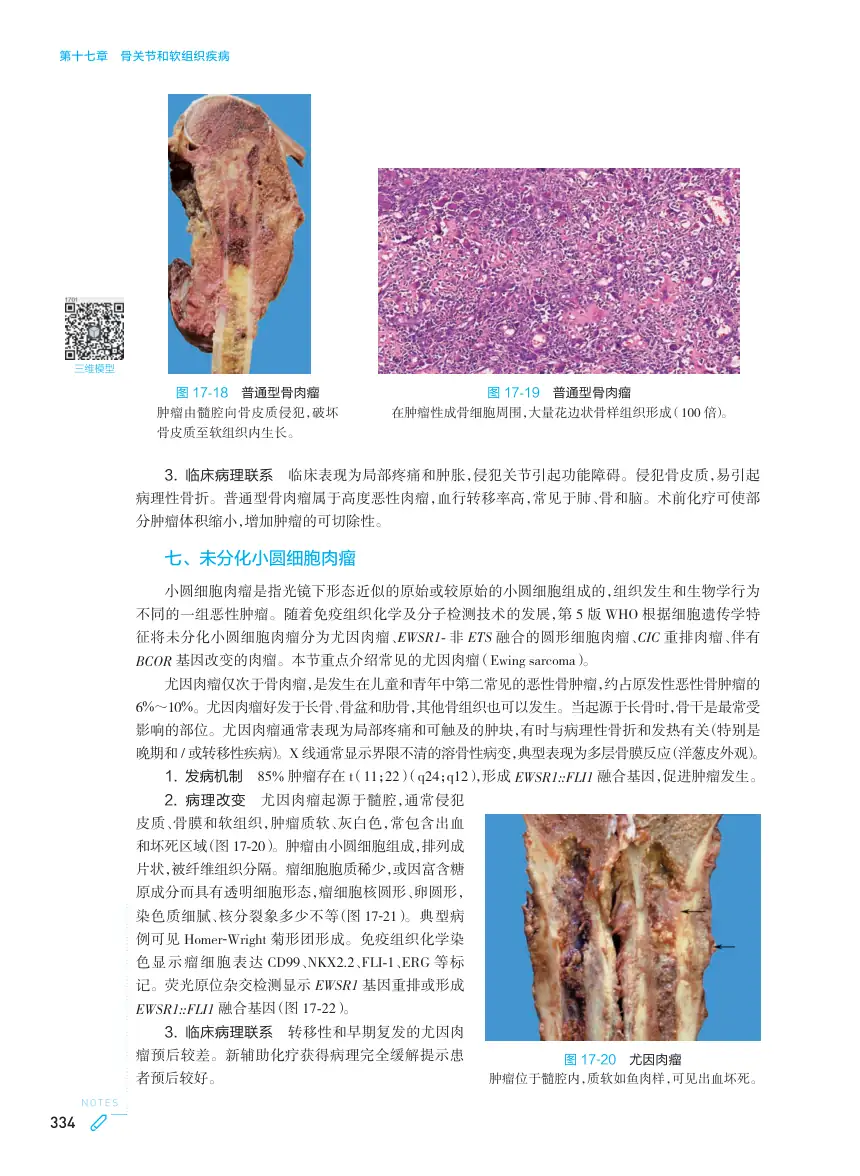 第十七章 骨关节和软组织疾病
1701
三维模型
图 17-18 普通型骨肉瘤
肿瘤由髓腔向骨皮质侵犯，破坏
骨皮质至软组织内生长。
图 17-19 普通型骨肉瘤
在肿瘤性成骨细胞周围，大量花边状骨样组织形成（100 倍）。
3. 临床病理联系 临床表现为局部疼痛和肿胀，侵犯关节引起功能障碍。侵犯骨皮质，易引起
病理性骨折。普通型骨肉瘤属于高度恶性肉瘤，血行转移率高，常见于肺、骨和脑。术前化疗可使部
分肿瘤体积缩小，增加肿瘤的可切除性。
七、未分化小圆细胞肉瘤
小圆细胞肉瘤是指光镜下形态近似的原始或较原始的小圆细胞组成的，组织发生和生物学行为
不同的一组恶性肿瘤。随着免疫组织化学及分子检测技术的发展，第 5 版 WHO 根据细胞遗传学特
征将未分化小圆细胞肉瘤分为尤因肉瘤、EWSR1- 非 ETS 融合的圆形细胞肉瘤、CIC 重排肉瘤、伴有
BCOR 基因改变的肉瘤。本节重点介绍常见的尤因肉瘤（Ewing sarcoma）。
尤因肉瘤仅次于骨肉瘤，是发生在儿童和青年中第二常见的恶性骨肿瘤，约占原发性恶性骨肿瘤的
6%～10%。尤因肉瘤好发于长骨、骨盆和肋骨，其他骨组织也可以发生。当起源于长骨时，骨干是最常受
影响的部位。尤因肉瘤通常表现为局部疼痛和可触及的肿块，有时与病理性骨折和发热有关（特别是
晚期和 / 或转移性疾病）。X 线通常显示界限不清的溶骨性病变，典型表现为多层骨膜反应（洋葱皮外观）。
1. 发病机制 85% 肿瘤存在 t（11；22）（q24；q12），形成 EWSR1::FLI1 融合基因，促进肿瘤发生。
2. 病理改变 尤因肉瘤起源于髓腔，通常侵犯
皮质、骨膜和软组织，肿瘤质软、灰白色，常包含出血
和坏死区域（图 17-20）。肿瘤由小圆细胞组成，排列成
片状，被纤维组织分隔。瘤细胞胞质稀少，或因富含糖
原成分而具有透明细胞形态，瘤细胞核圆形、卵圆形，
染色质细腻、核分裂象多少不等（图 17-21）。典型病
例可见 Homer-Wright 菊形团形成。免疫组织化学染
色显示瘤细胞表达 CD99、NKX2.2、FLI-1、ERG 等标
记。荧光原位杂交检测显示 EWSR1 基因重排或形成
EWSR1::FLI1 融合基因（图 17-22）。
3. 临床病理联系 转移性和早期复发的尤因肉
瘤预后较差。新辅助化疗获得病理完全缓解提示患
者预后较好。
图 17-20 尤因肉瘤
肿瘤位于髓腔内，质软如鱼肉样，可见出血坏死。
NOTES
334